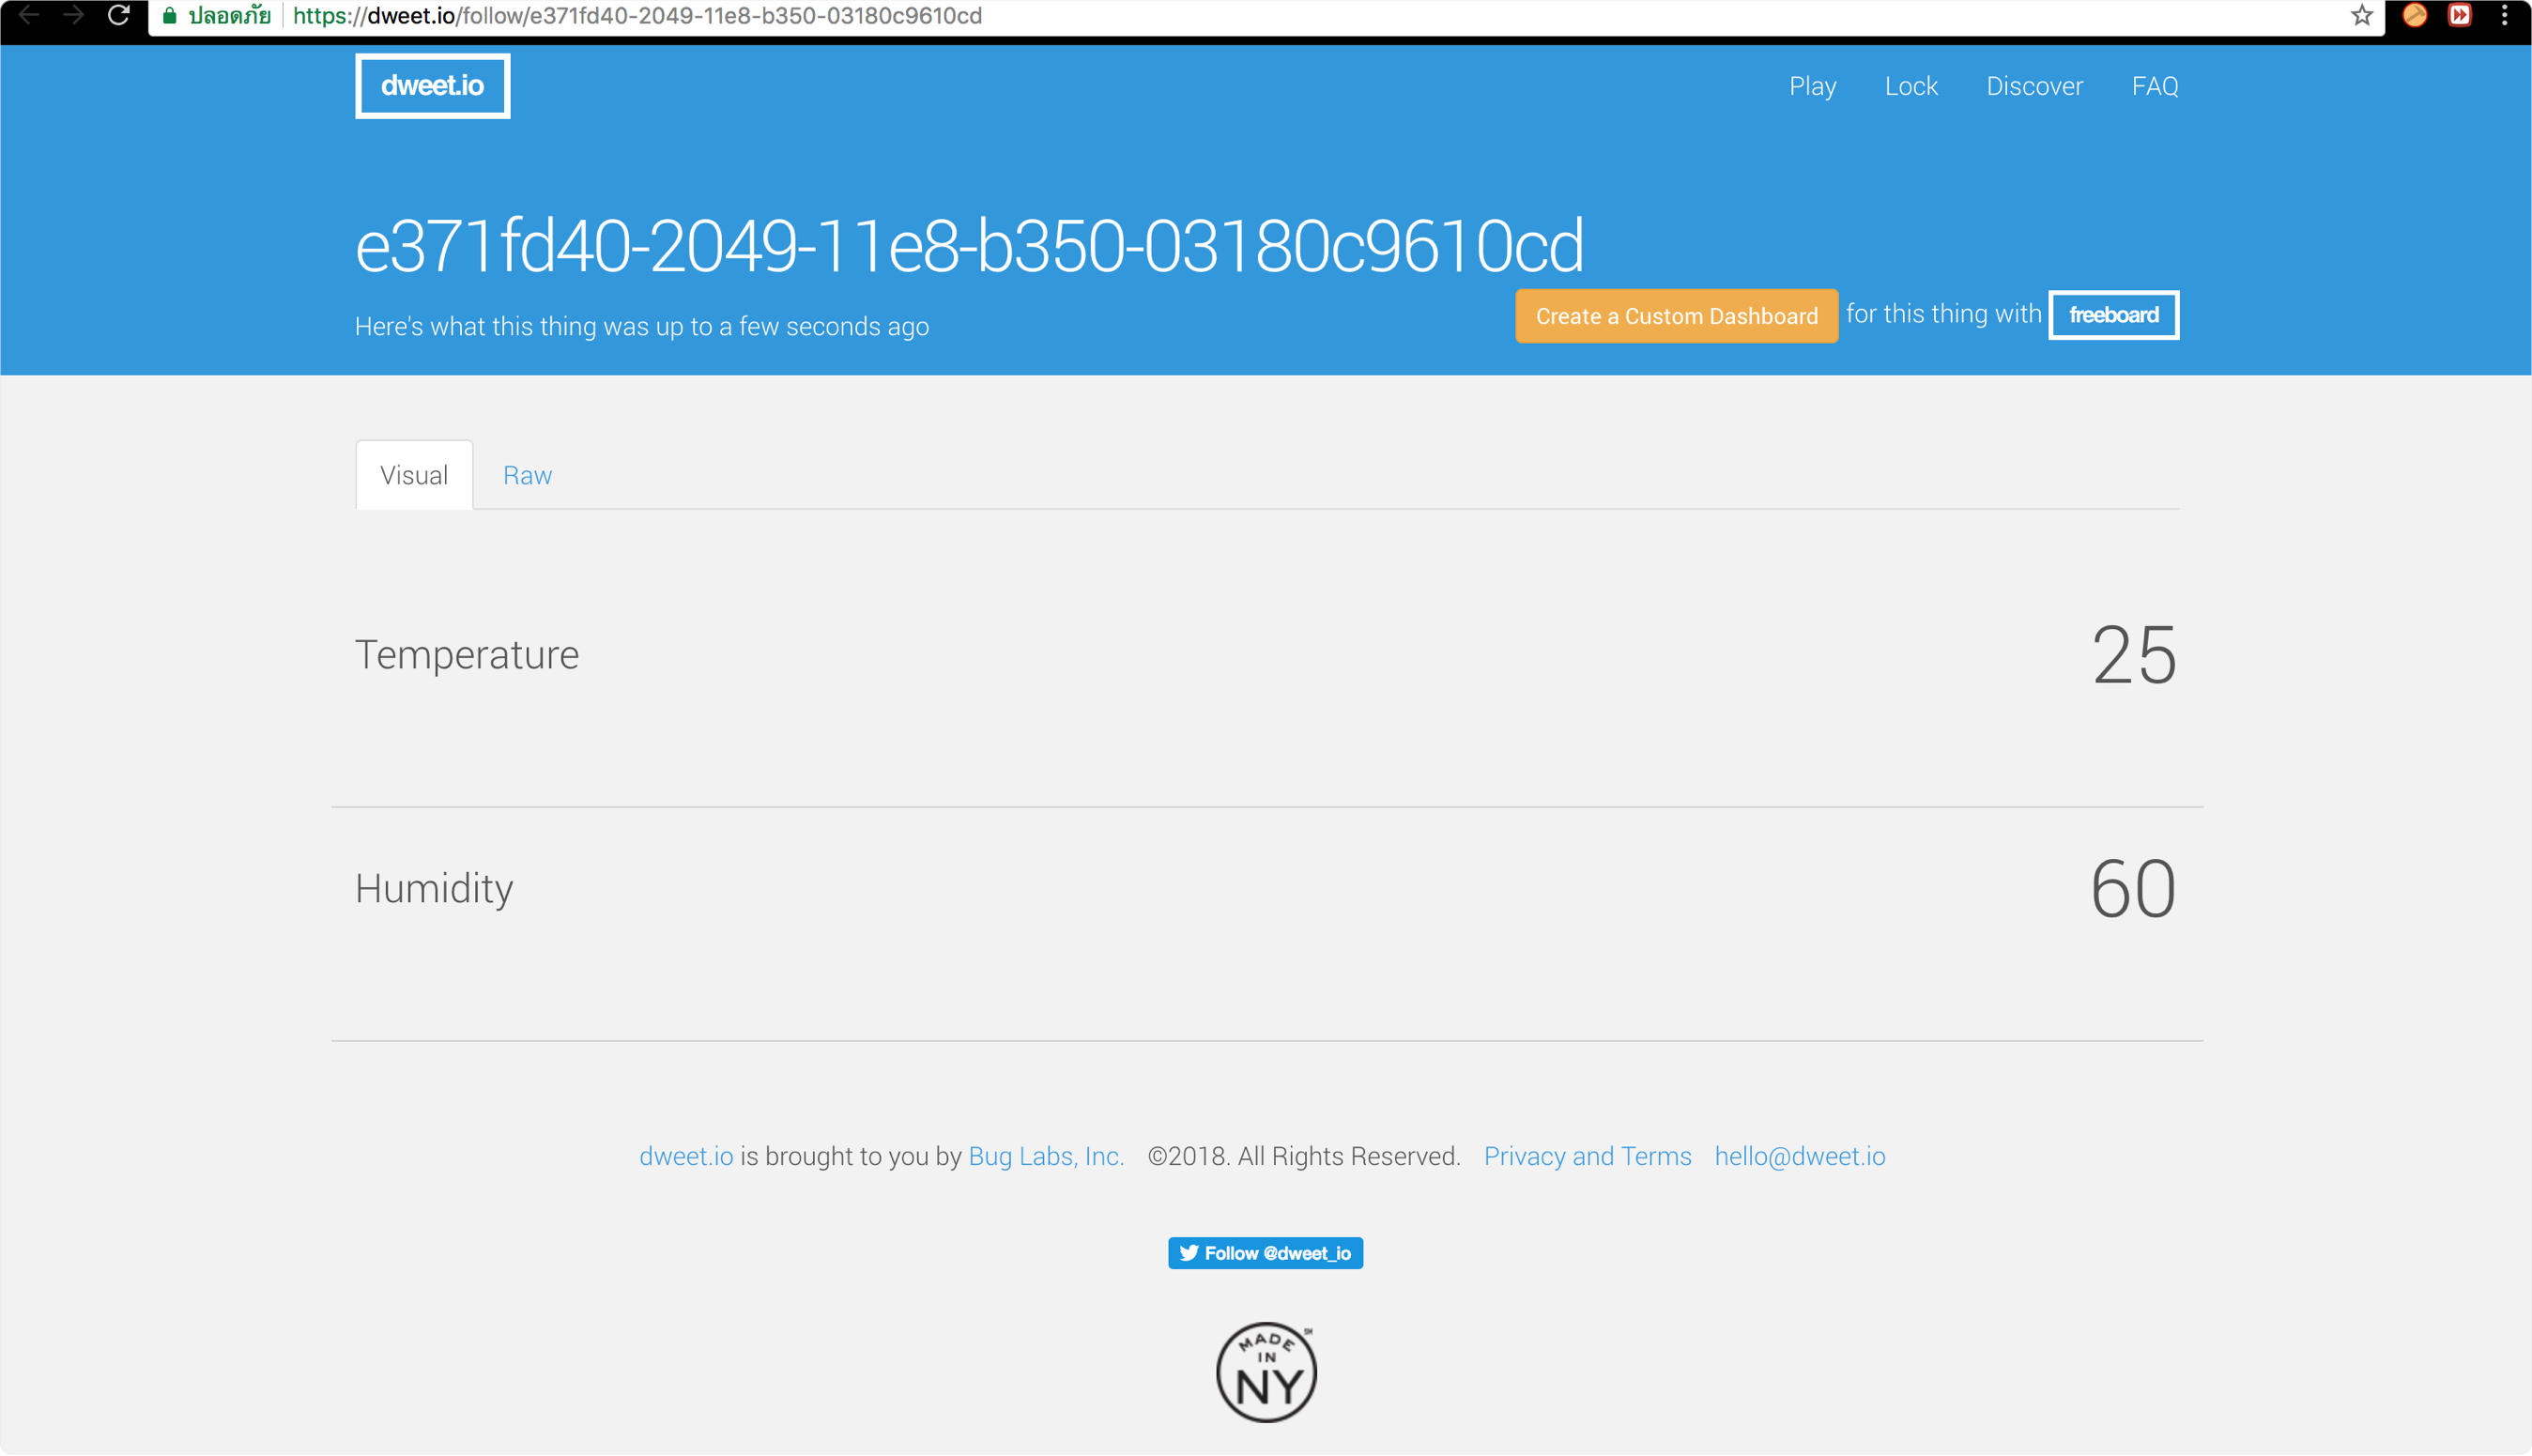 ปลอดภัย https://dweet.io/follow/e371fd40-2049-11e8-b350-03180c9610cd
dweet.io Play Lock Discover FAQ
e371fd40-2049-11e8-b350-03180c9610cd
Here's what this thing was up to a few seconds ago
Create a Custom Dashboard for this thing with freeboard
Visual Raw
Temperature 25
Humidity 60
dweet.io is brought to you by Bug Labs, Inc. ©2018. All Rights Reserved. Privacy and Terms hello@dweet.io
Follow @dweet_io
MADE SM
IN
NY